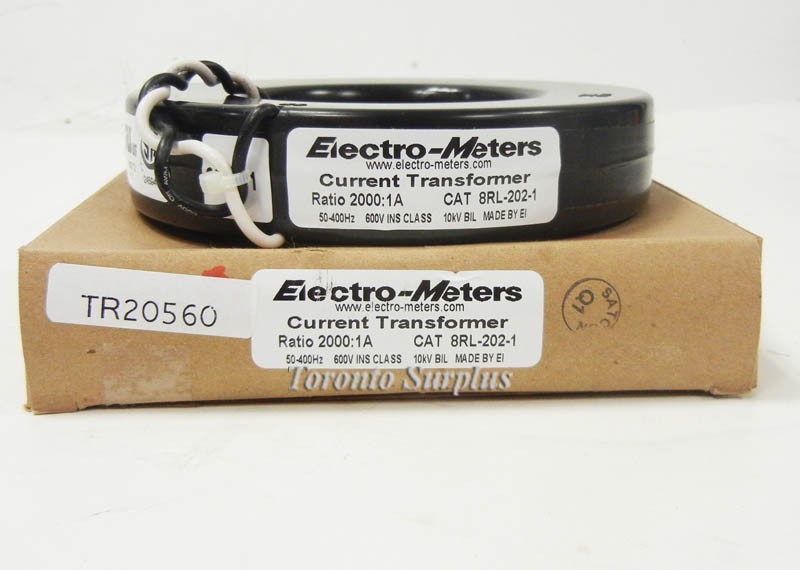 Electro-Meters
www.electro-meters.com
Current Transformer
Ratio 2000:1A CAT 8RL-202-1
50-400Hz 600V INS CLASS 10kV BIL MADE BY EI
TR20560
Electro-Meters
www.electro-meters.com
Current Transformer
Ratio 2000:1A CAT 8RL-202-1
50-400Hz 600V INS CLASS 10kV BIL MADE BY EI
Toronto Surplus